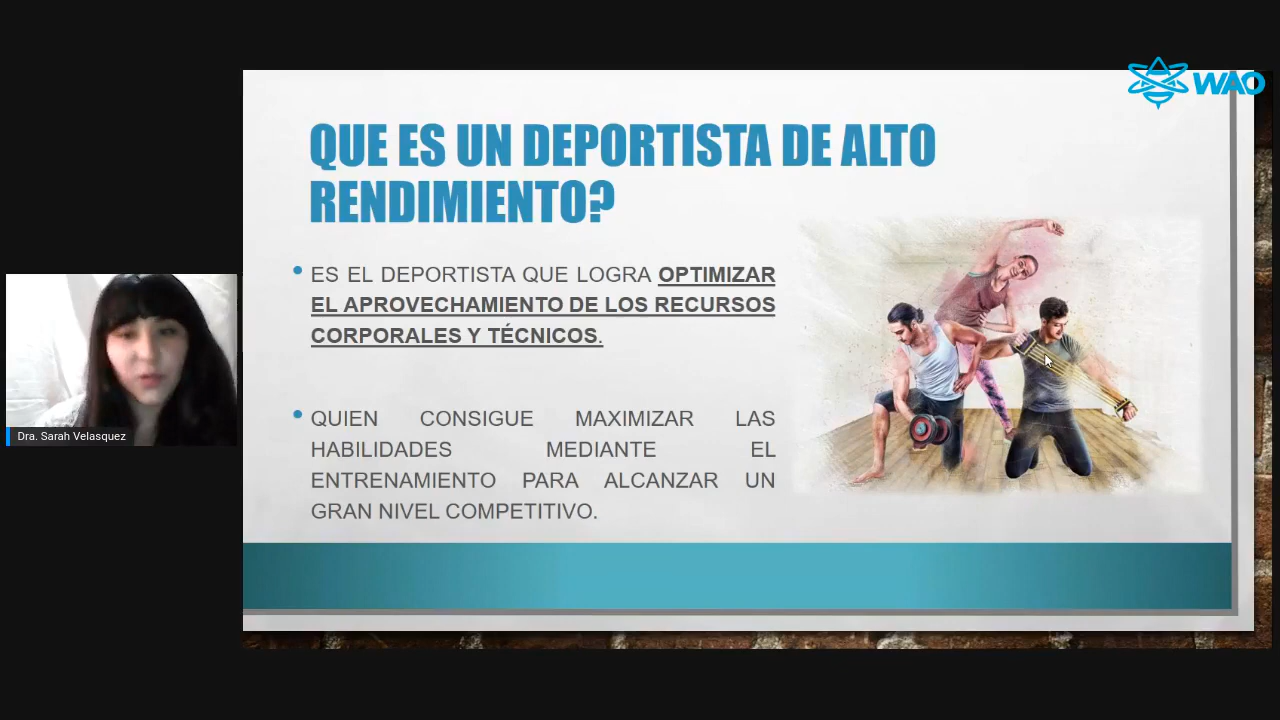 WAO
QUE ES UN DEPORTISTA DE ALTO
RENDIMIENTO?
ES EL DEPORTISTA QUE LOGRA OPTIMIZAR
EL APROVECHAMIENTO DE LOS RECURSOS
CORPORALES Y TÉCNICOS.
QUIEN CONSIGUE MAXIMIZAR LAS
HABILIDADES MEDIANTE EL
ENTRENAMIENTO PARA ALCANZAR UN
GRAN NIVEL COMPETITIVO.
Dra. Sarah Velasquez